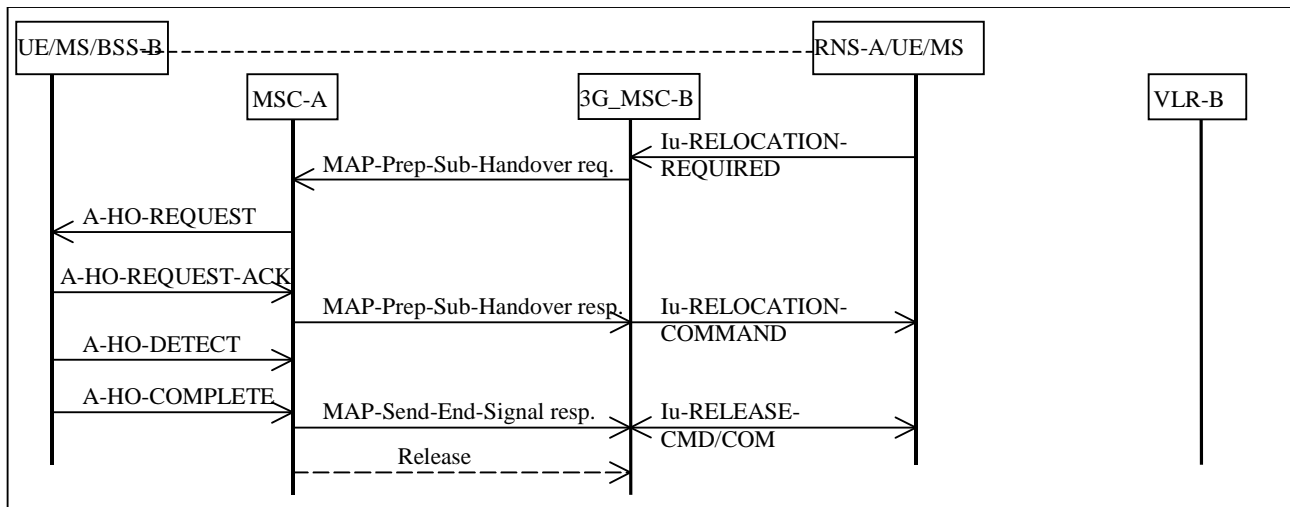 UE/MS/BSS-B
RNS-A/UE/MS
MSC-A
3G_MSC-B
VLR-B
Iu-RELOCATION-
REQUIRED
MAP-Prep-Sub-Handover req.
A-HO-REQUEST
A-HO-REQUEST-ACK
MAP-Prep-Sub-Handover resp.
Iu-RELOCATION-
COMMAND
A-HO-DETECT
A-HO-COMPLETE
MAP-Send-End-Signal resp.
Iu-RELEASE-
CMD/COM
Release